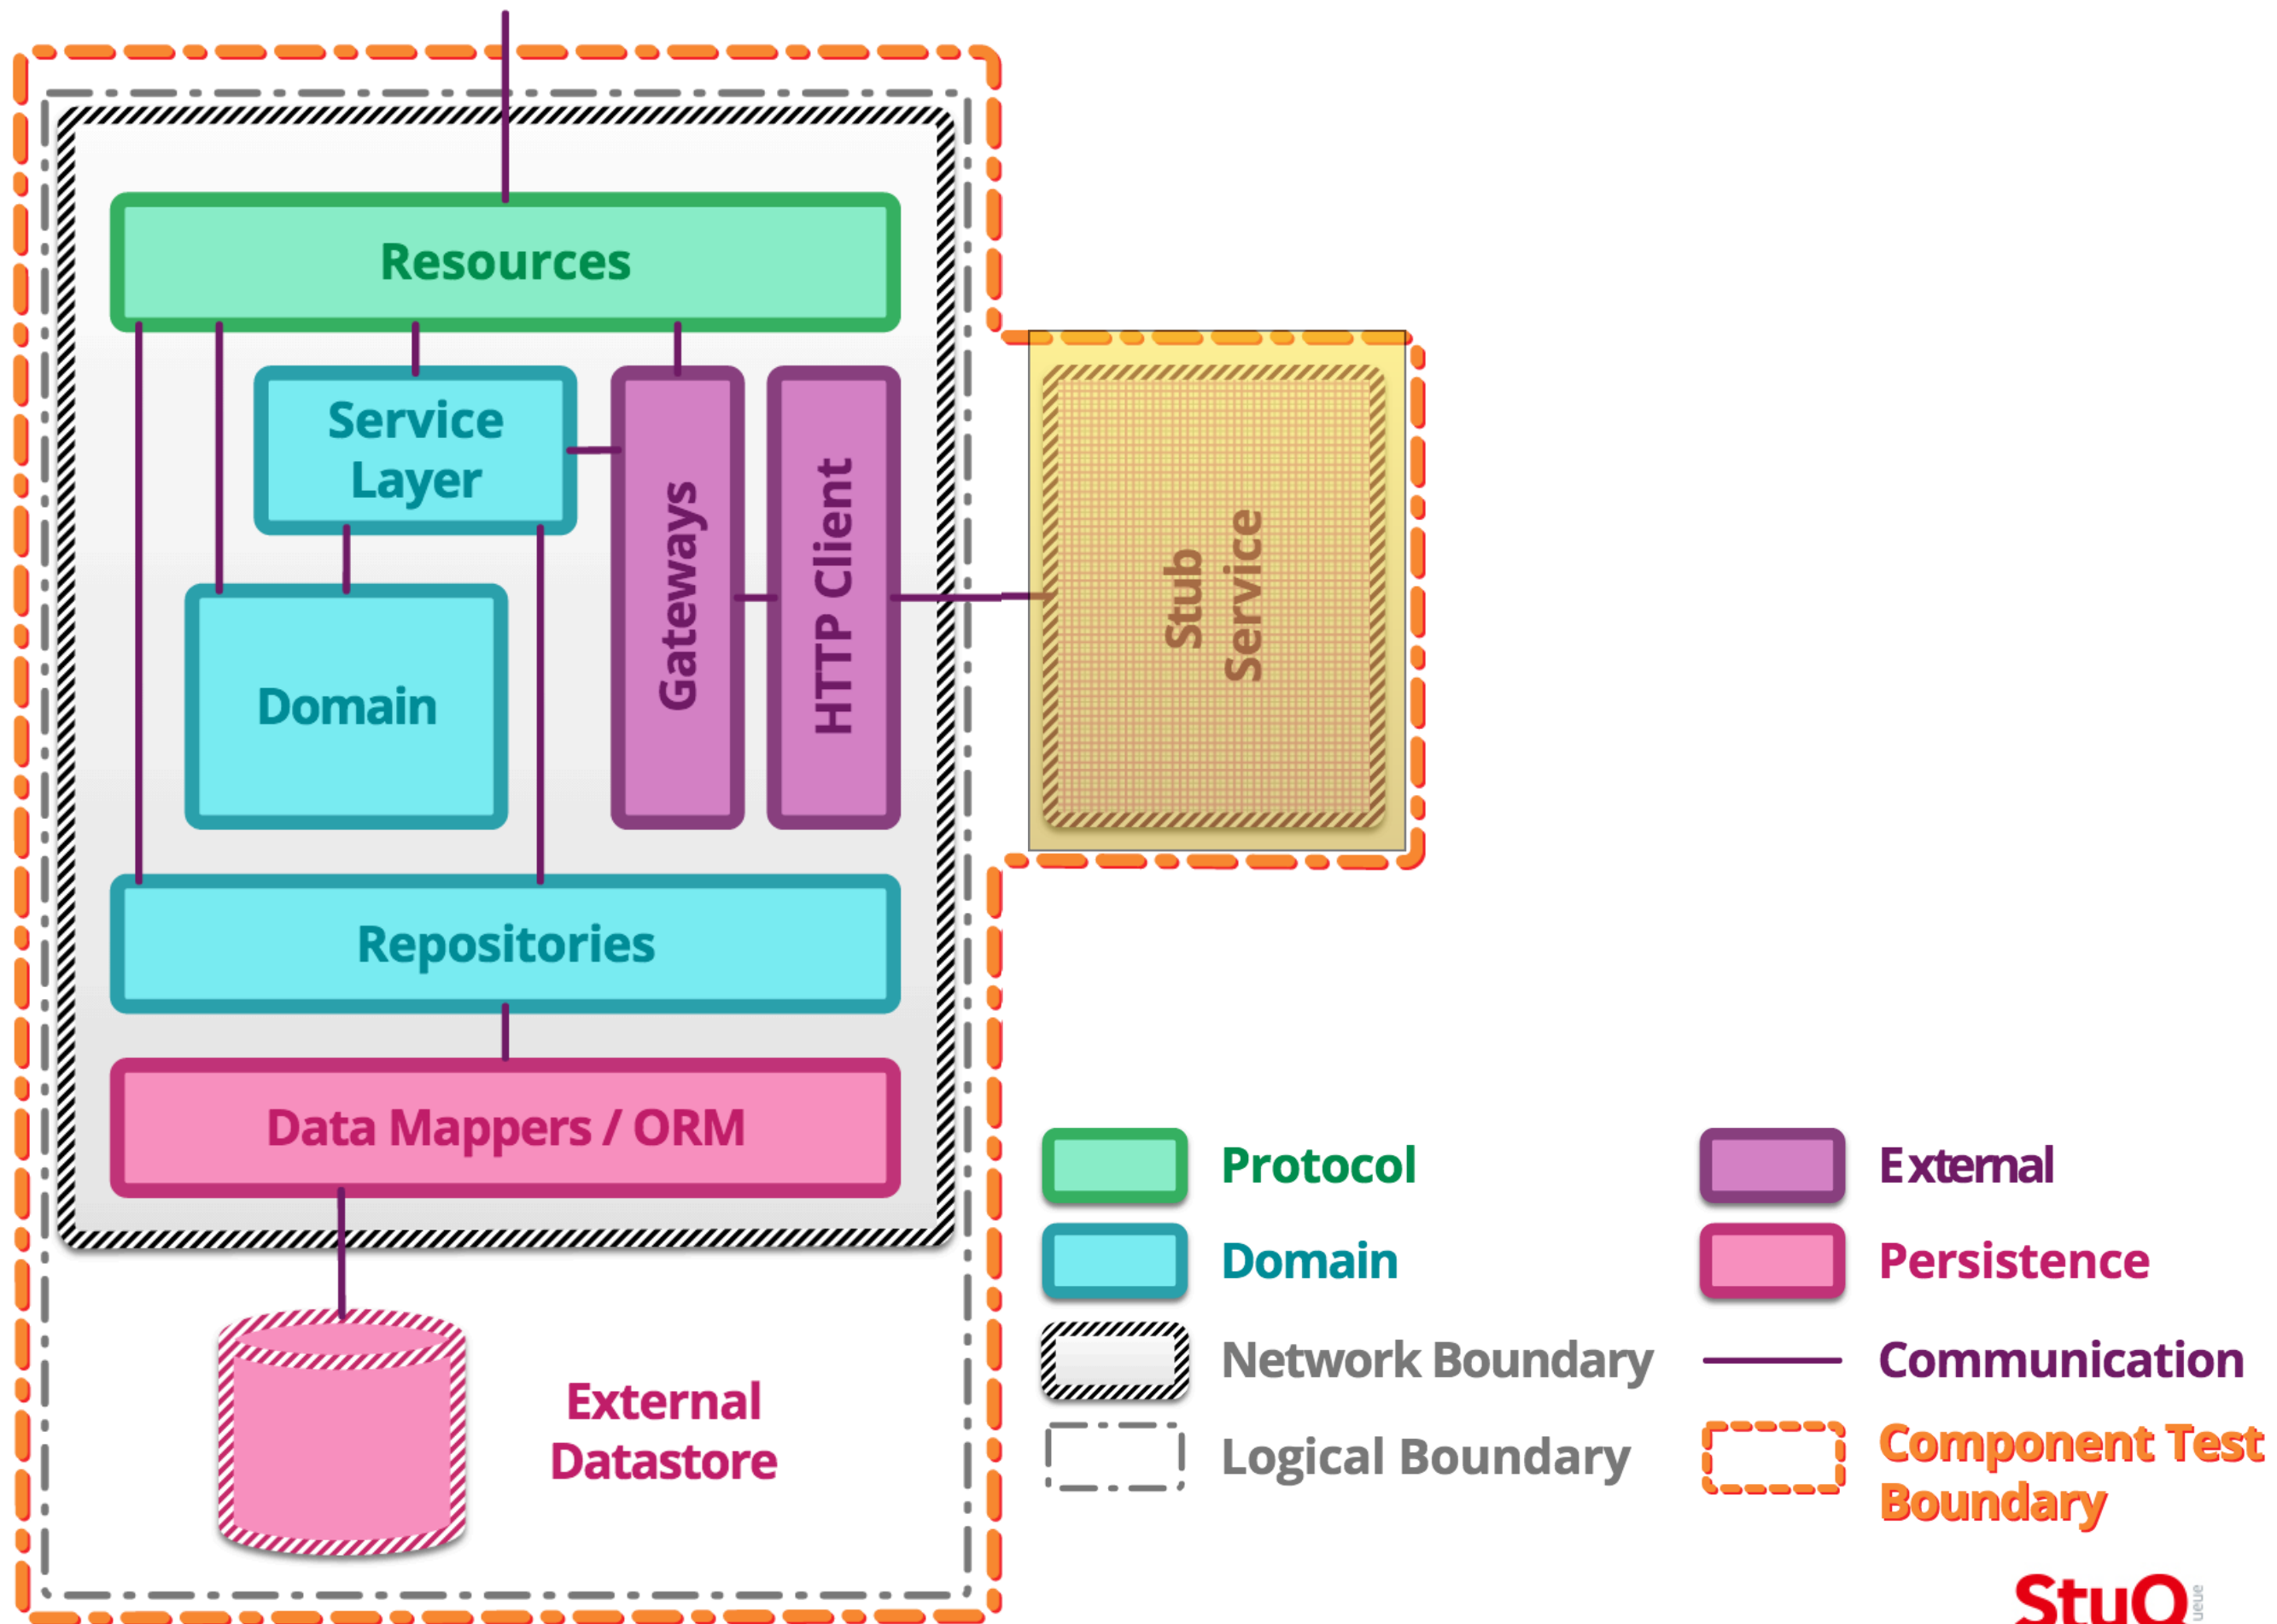 Resources
Service
Layer
Gateways
HTTP Client
Stub
Service
Domain
Repositories
Data Mappers / ORM
External
Datastore
Protocol
External
Domain
Persistence
Network Boundary
Communication
Logical Boundary
Component Test
Boundary
StuQ